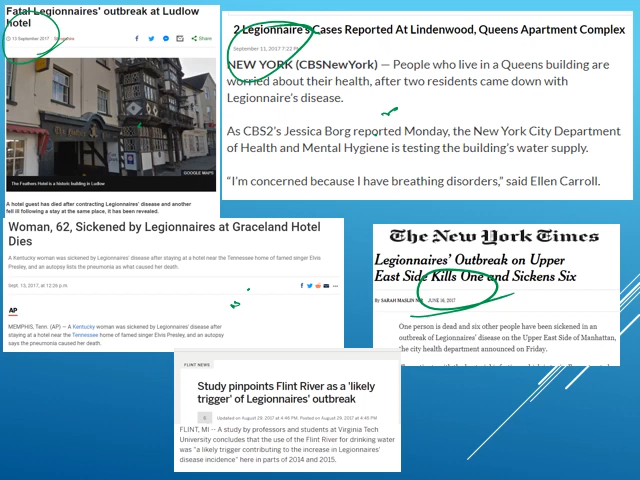 Fatal Legionnaires' outbreak at Ludlow
hotel
13 September 2017
Share
The Feathers Hotel is a historic building in Ludlow
GOOGLE MAPS
A hotel guest has died after contracting Legionnaires' disease and another
fell ill following a stay at the same place, it has been revealed.
2 Legionnaire's Cases Reported At Lindenwood, Queens Apartment Complex
September 11, 2017 7:22 PM
NEW YORK (CBSNewYork) — People who live in a Queens building are
worried about their health, after two residents came down with
Legionnaire's disease.
As CBS2's Jessica Borg reported Monday, the New York City Department
of Health and Mental Hygiene is testing the building's water supply.
“I'm concerned because I have breathing disorders,” said Ellen Carroll.
Woman, 62, Sickened by Legionnaires at Graceland Hotel
Dies
A Kentucky woman was sickened by Legionnaires' disease after staying at a hotel near the Tennessee home of famed singer Elvis
Presley, and an autopsy lists the pneumonia as what caused her death.
Sept. 13, 2017, at 12:26 p.m.
AP
MEMPHIS, Tenn. (AP) — A Kentucky woman was sickened by Legionnaires' disease after
staying at a hotel near the Tennessee home of famed singer Elvis Presley, and an autopsy
says the pneumonia caused her death.
The New York Times
Legionnaires' Outbreak on Upper
East Side Kills One and Sickens Six
By SARAH MASLIN NIR JUNE 16, 2017
One person is dead and six other people have been sickened in an
outbreak of Legionnaires' disease on the Upper East Side of Manhattan,
the city health department announced on Friday.
FLINT NEWS
Study pinpoints Flint River as a 'likely
trigger' of Legionnaires' outbreak
6 Updated on August 29, 2017 at 4:46 PM Posted on August 29, 2017 at 4:45 PM
FLINT, MI -- A study by professors and students at Virginia Tech
University concludes that the use of the Flint River for drinking water
was "a likely trigger contributing to the increase in Legionnaires'
disease incidence" here in parts of 2014 and 2015.